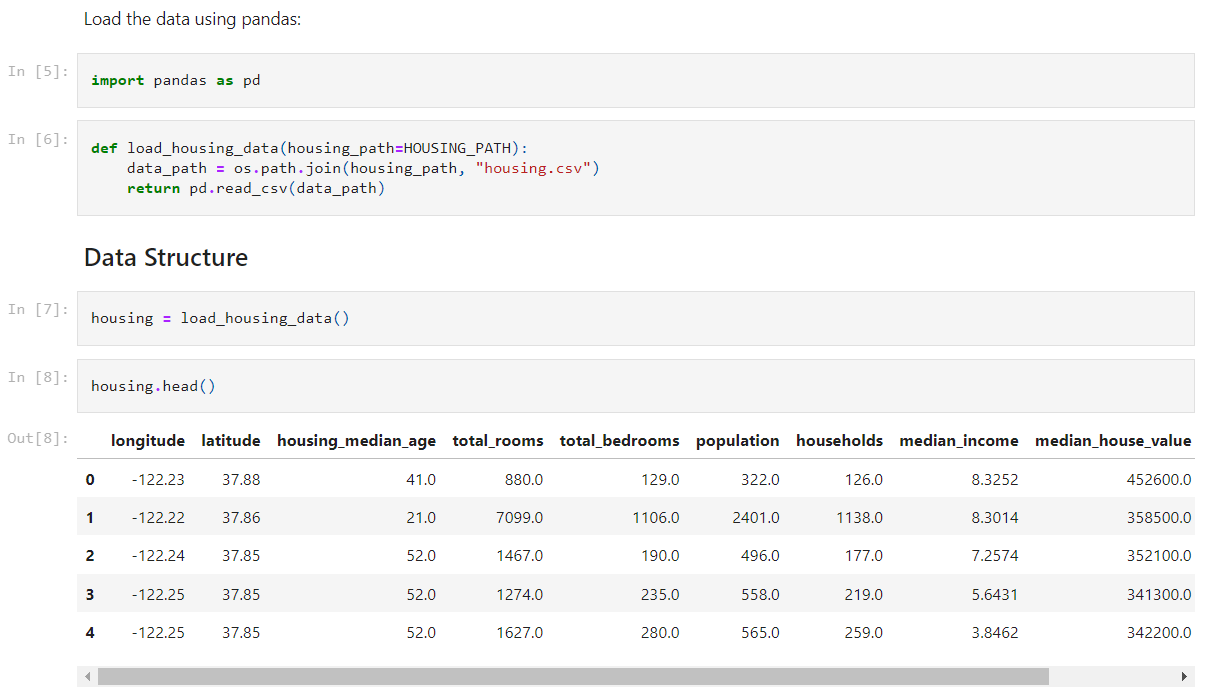 Load the data using pandas:
In [5]:
import pandas as pd
In [6]:
def load_housing_data(housing_path=HOUSING_PATH):
    data_path = os.path.join(housing_path, "housing.csv")
    return pd.read_csv(data_path)
Data Structure
In [7]:
housing = load_housing_data()
In [8]:
housing.head()
Out[8]:
longitude latitude housing_median_age total_rooms total_bedrooms population households median_income median_house_value
0 -122.23 37.88 41.0 880.0 129.0 322.0 126.0 8.3252 452600.0
1 -122.22 37.86 21.0 7099.0 1106.0 2401.0 1138.0 8.3014 358500.0
2 -122.24 37.85 52.0 1467.0 190.0 496.0 177.0 7.2574 352100.0
3 -122.25 37.85 52.0 1274.0 235.0 558.0 219.0 5.6431 341300.0
4 -122.25 37.85 52.0 1627.0 280.0 565.0 259.0 3.8462 342200.0